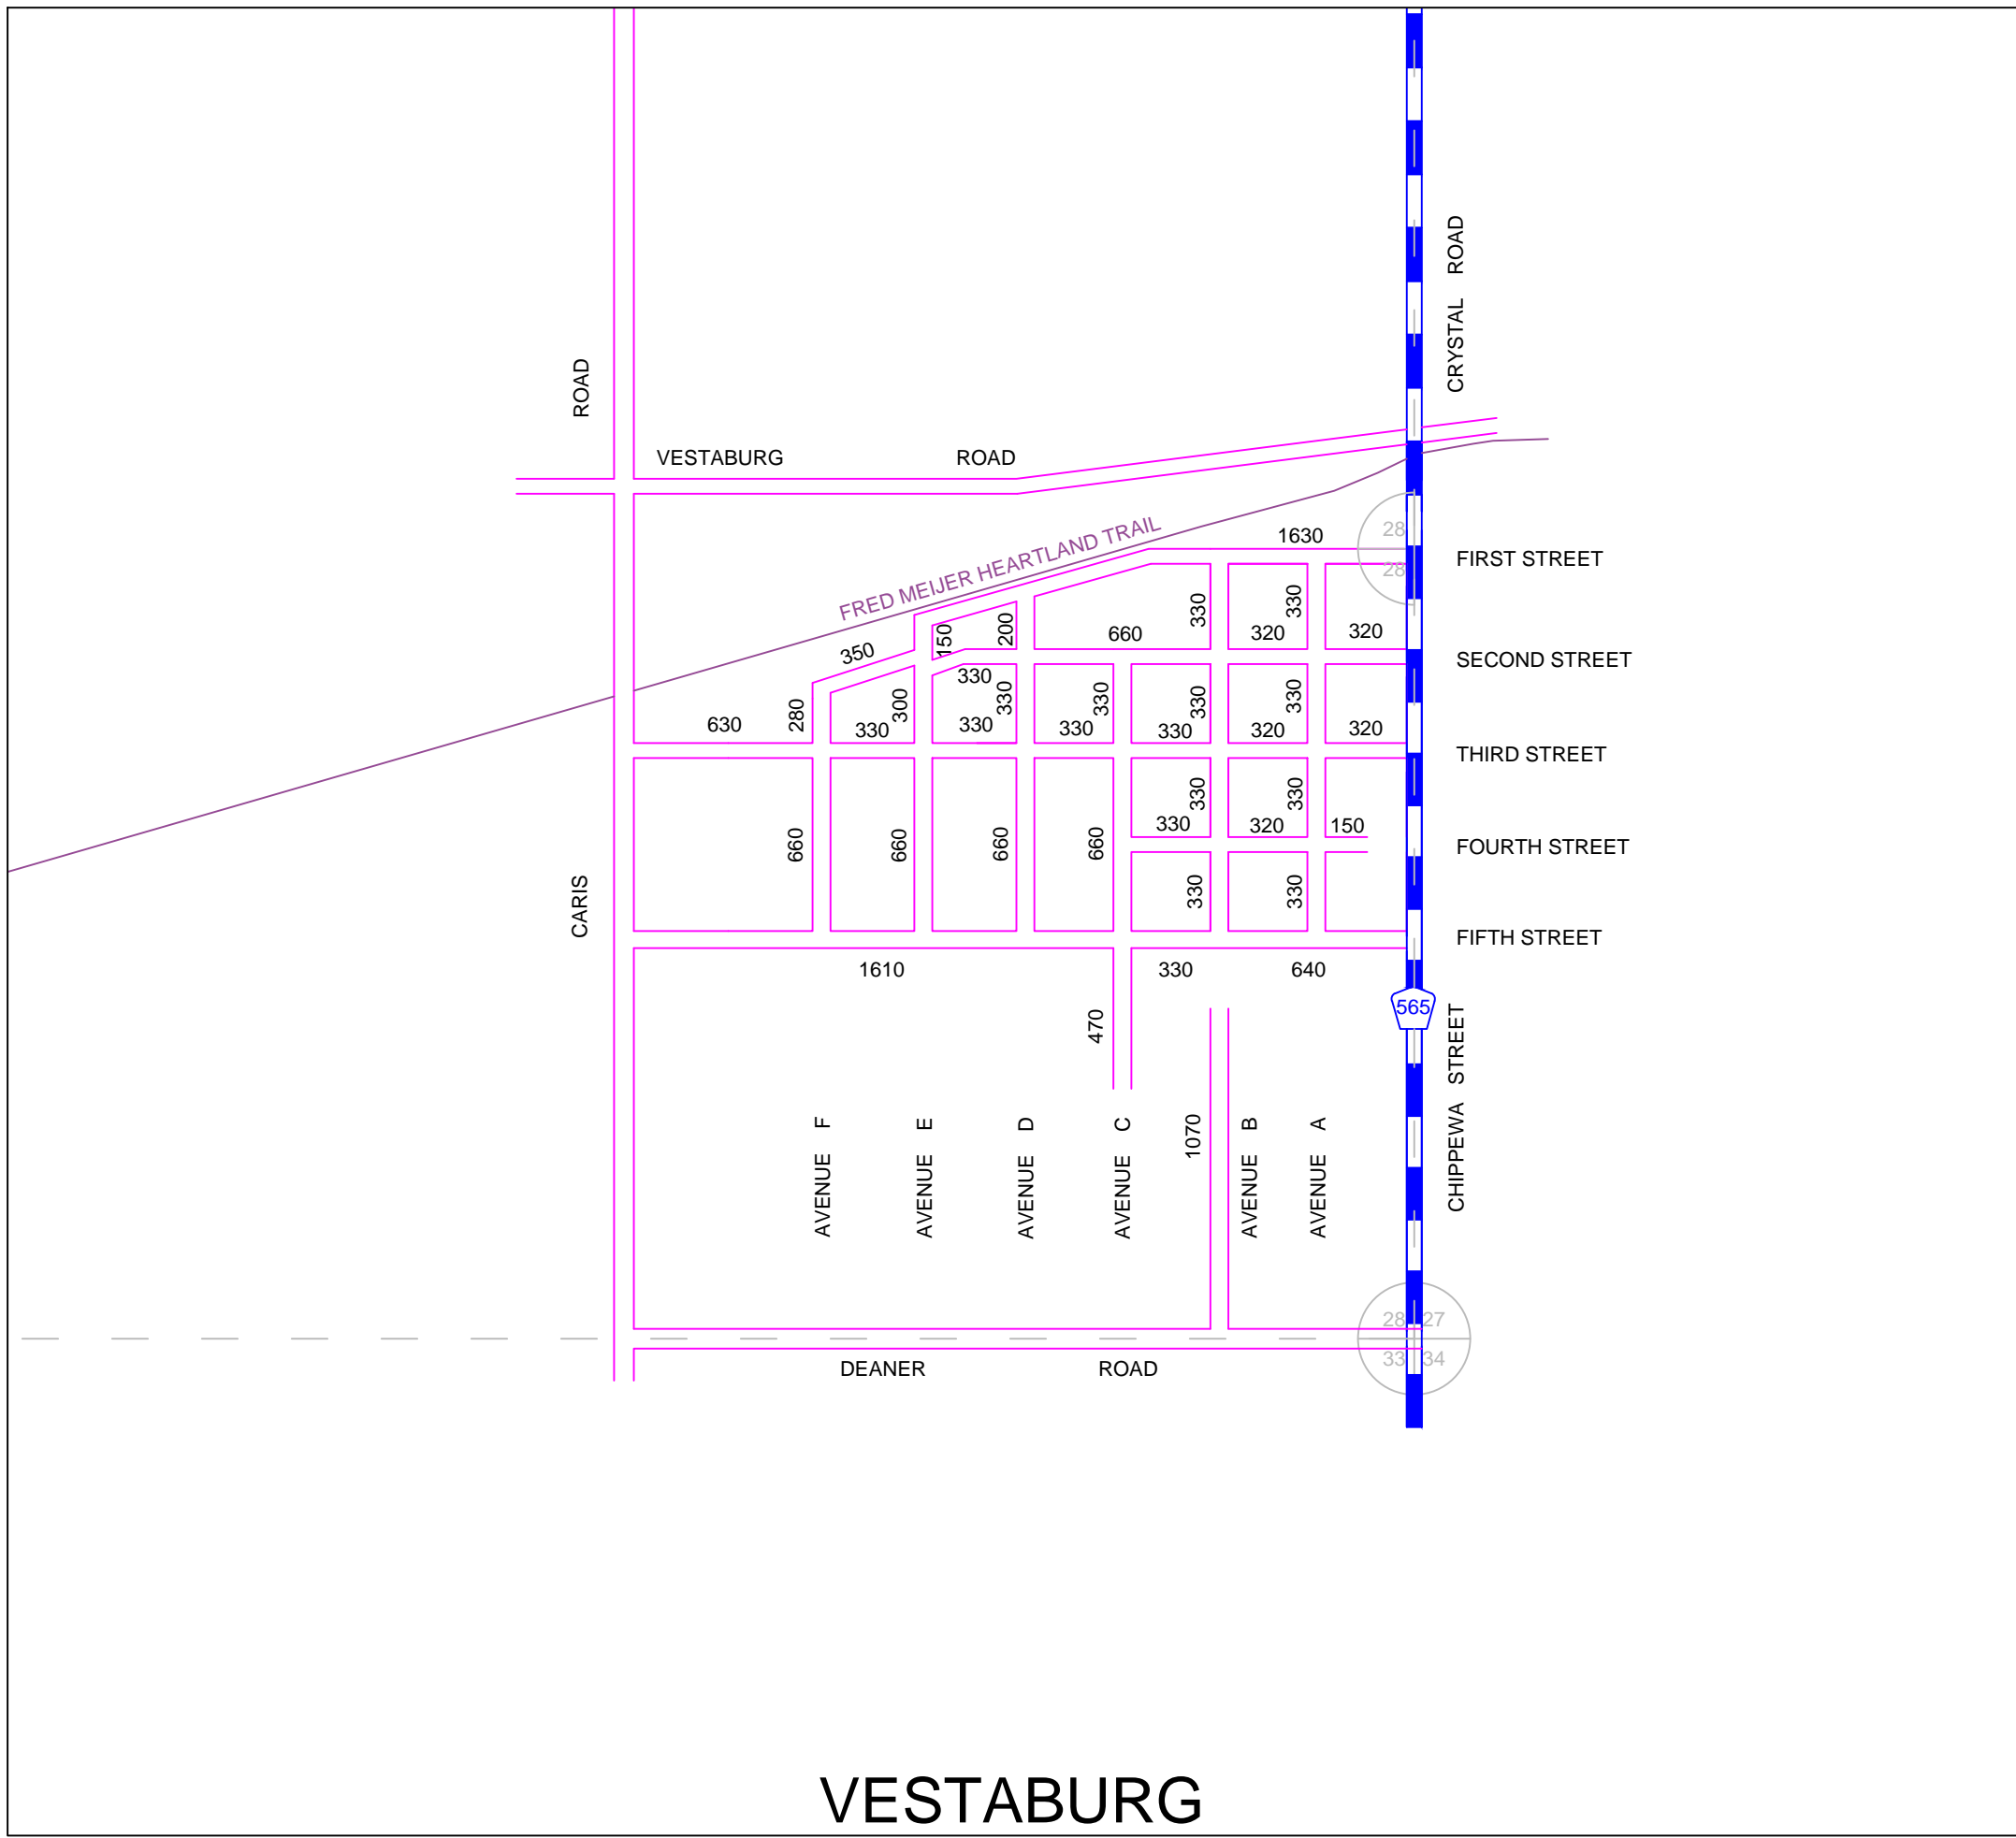 CRYSTAL ROAD
ROAD
VESTABURG ROAD
FRED MEIJER HEARTLAND TRAIL
1630
28
28
FIRST STREET
330
330
150
200
660
320
320
350
SECOND STREET
330
280
300
330
330
330
330
630
330
330
330
330
320
320
THIRD STREET
330
330
330
320
150
660
660
660
660
FOURTH STREET
330
330
CARIS
FIFTH STREET
1610
330
640
565
470
CHIPPEWA STREET
1070
AVENUE F
AVENUE E
AVENUE D
AVENUE C
AVENUE B
AVENUE A
28 27
33 34
DEANER ROAD
VESTABURG